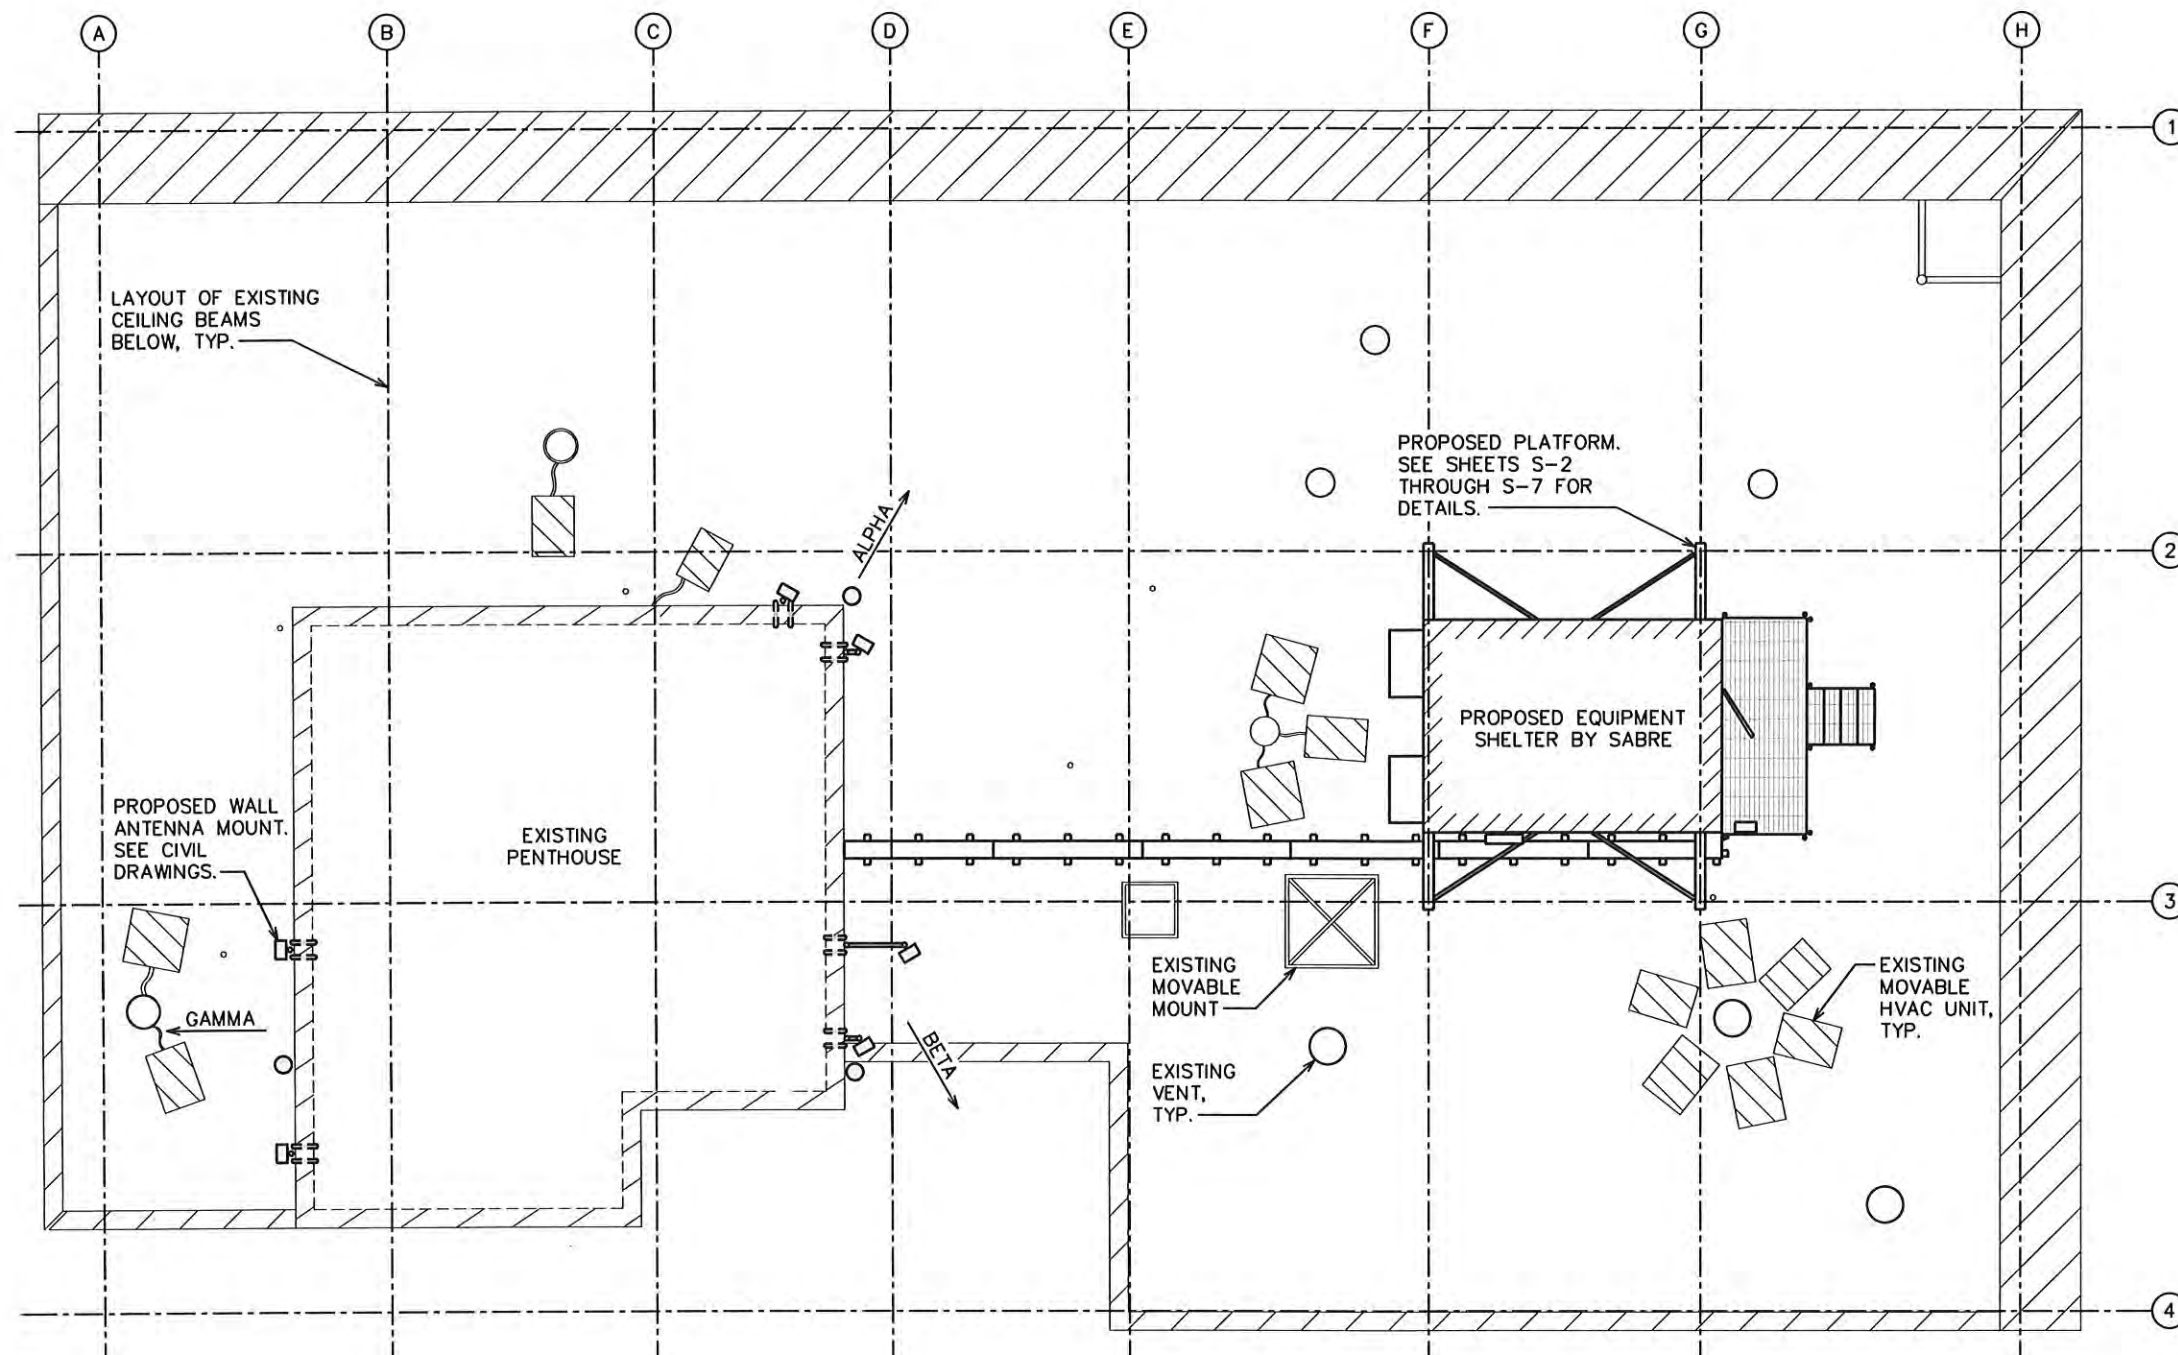 A
B
C
D
E
F
G
H
1
LAYOUT OF EXISTING
CEILING BEAMS
BELOW, TYP.
PROPOSED PLATFORM.
SEE SHEETS S-2
THROUGH S-7 FOR
DETAILS.
ALPHA
2
PROPOSED EQUIPMENT
SHELTER BY SABRE
PROPOSED WALL
ANTENNA MOUNT.
SEE CIVIL
DRAWINGS.
EXISTING
PENTHOUSE
3
EXISTING
MOVABLE
MOUNT
EXISTING
MOVABLE
HVAC UNIT,
TYP.
GAMMA
BETA
EXISTING
VENT,
TYP.
4